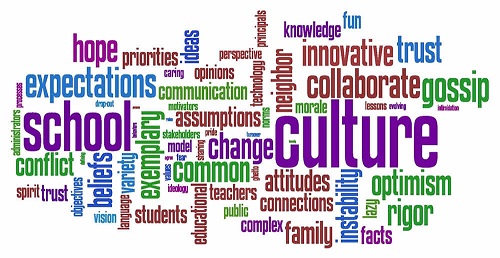 principals
knowledge
fun
hope
priorities
ideas
perspective
innovative
trust
caring
opinions
technology
neighbor
processes
expectations
communication
collaborate
gossip
drop-out
motivators
morale
lessons
evolving
intimidation
administrators
school
exemplary
assumptions
norms
culture
stakeholders
pride
turnover
conflict
model
fear
sharing
change
beliefs
variety
values
common
ghetto
attitudes
optimism
spirit
trust
objectives
ideology
teachers
connections
instability
lazy
rigor
vision
language
students
educational
public
complex
family
facts